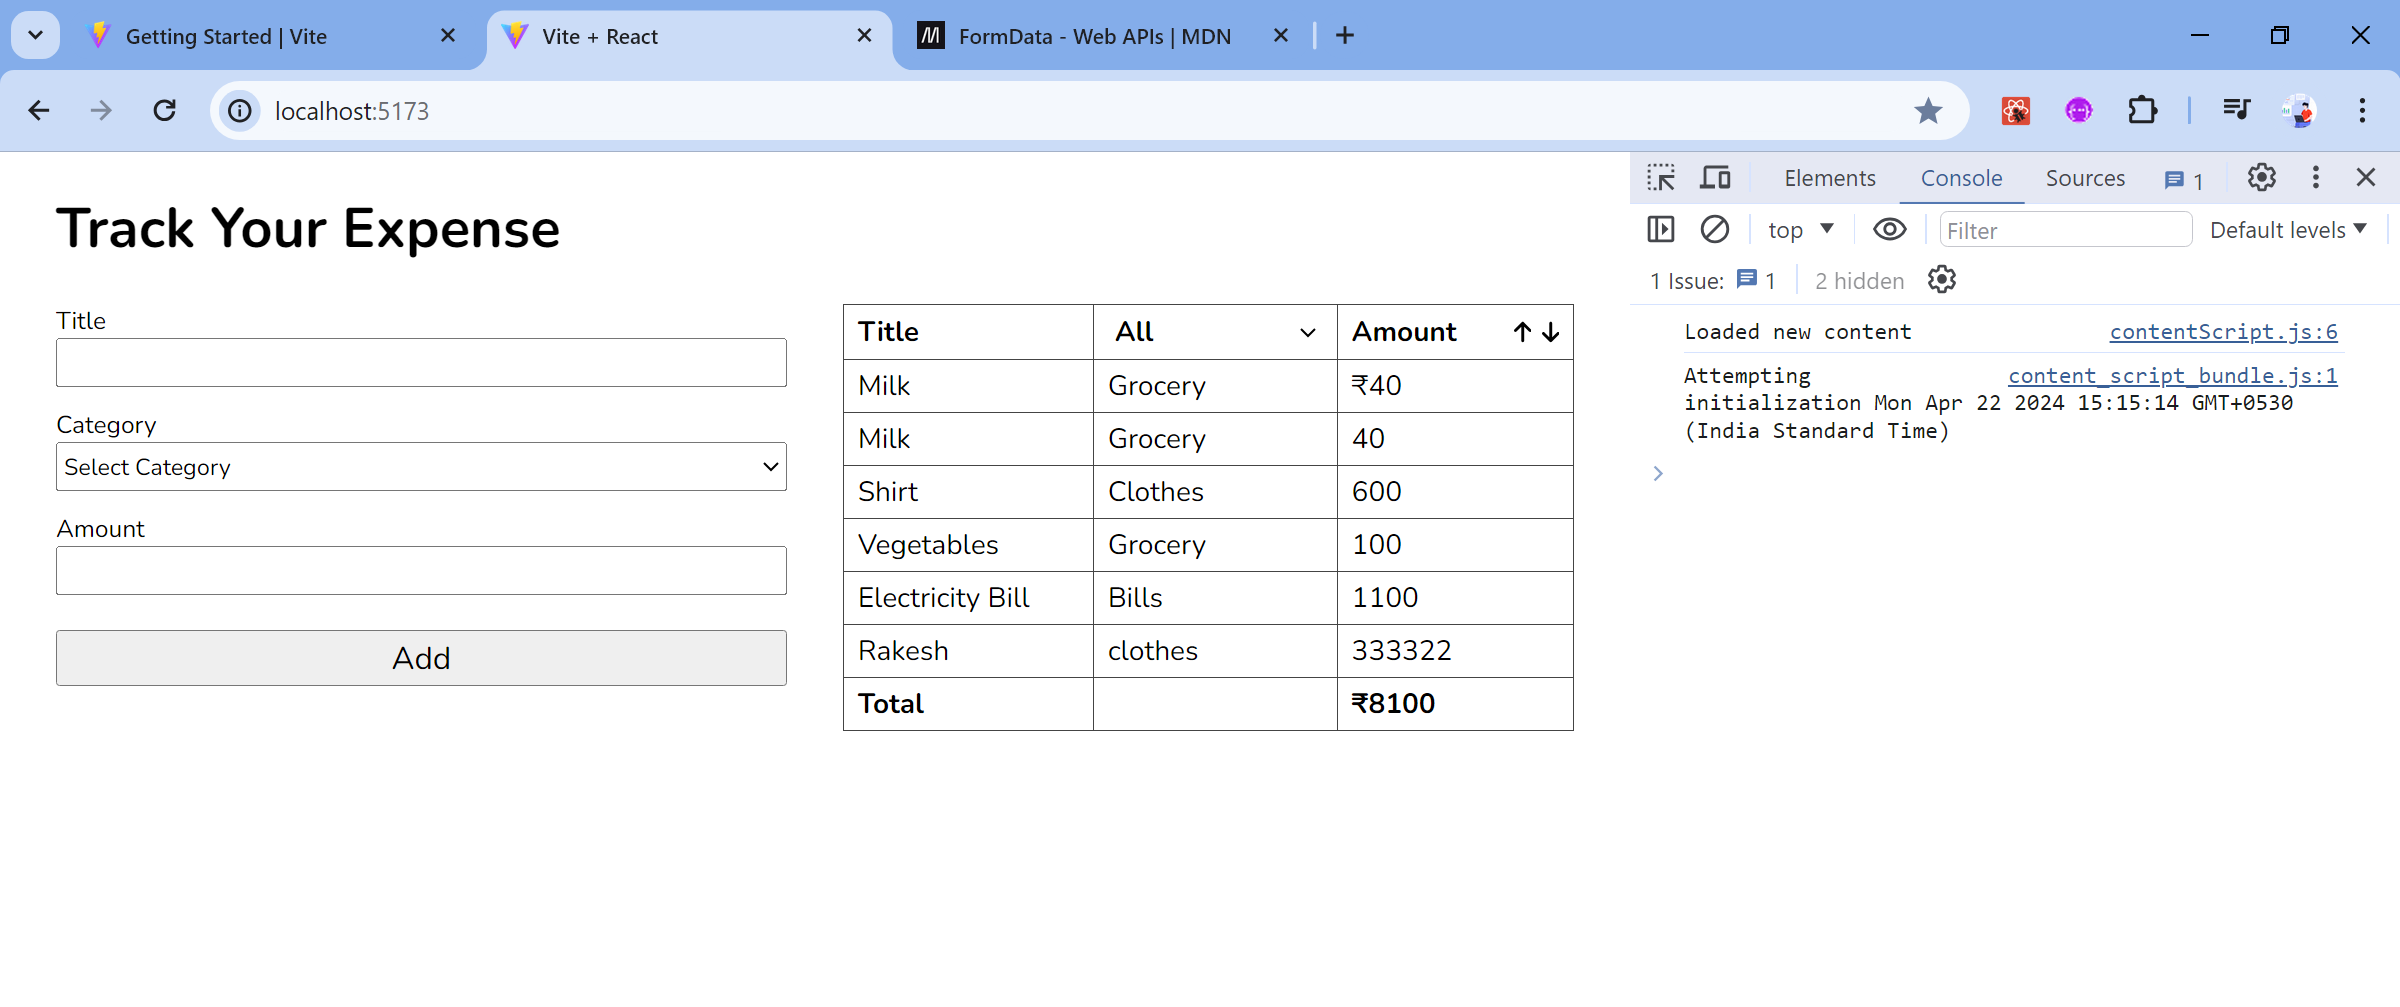 Getting Started | Vite
Vite + React
FormData - Web APIs | MDN
localhost:5173
Elements
Console
Sources
1
top
Filter
Default levels
1 Issue: 1
2 hidden
Loaded new content contentScript.js:6
Attempting content_script_bundle.js:1
initialization Mon Apr 22 2024 15:15:14 GMT+0530
(India Standard Time)
Track Your Expense
Title
Category
Select Category
Amount
Add
Title All Amount
Milk Grocery ₹40
Milk Grocery 40
Shirt Clothes 600
Vegetables Grocery 100
Electricity Bill Bills 1100
Rakesh clothes 333322
Total ₹8100